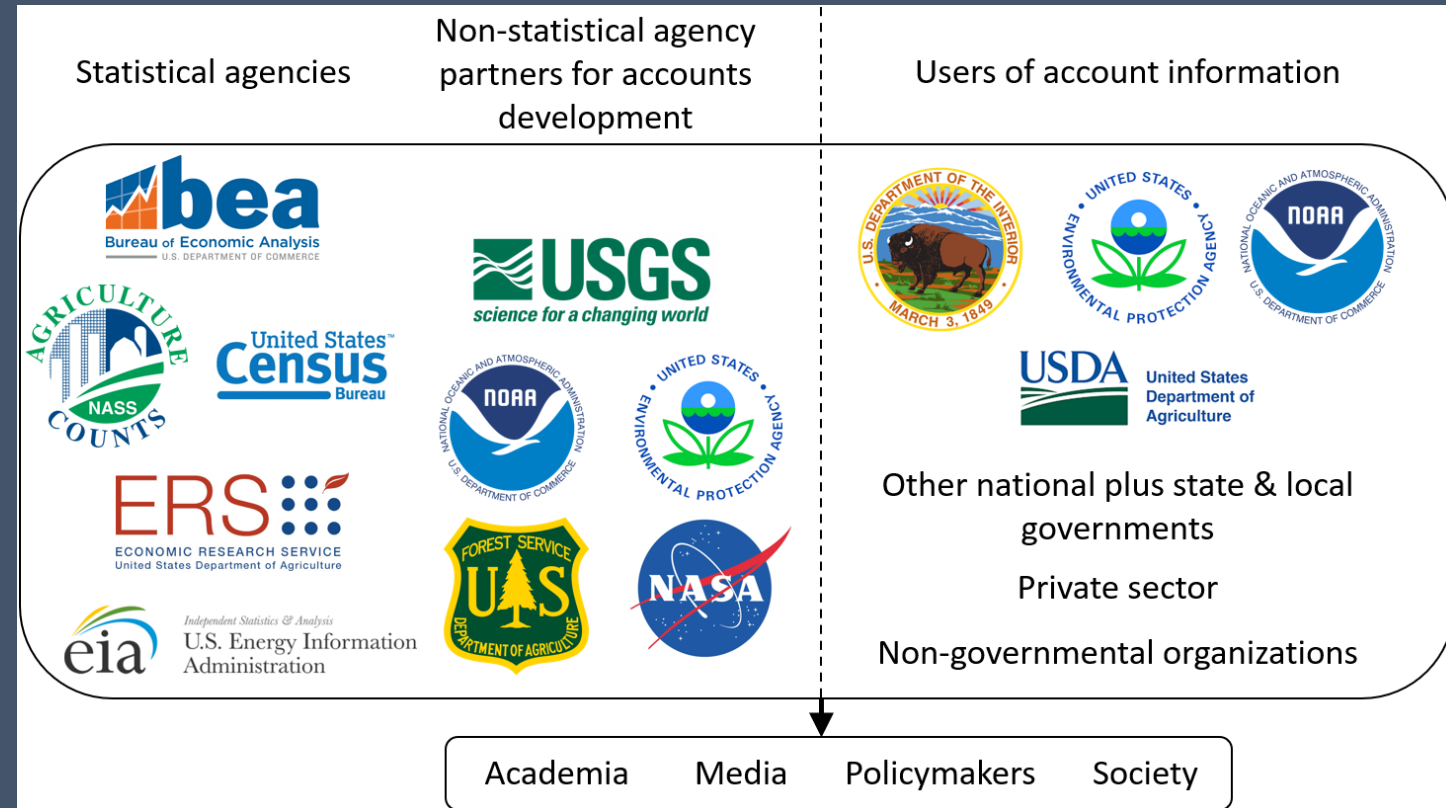 Statistical agencies
Non-statistical agency
partners for accounts
development
Users of account information
bea
Bureau of Economic Analysis
U.S. DEPARTMENT OF COMMERCE
AGRICULTURE
NASS
COUNTS
United States™
Census
Bureau
ERS
ECONOMIC RESEARCH SERVICE
United States Department of Agriculture
eia
Independent Statistics & Analysis
U.S. Energy Information
Administration
USGS
science for a changing world
NATIONAL OCEANIC AND ATMOSPHERIC ADMINISTRATION
NOAA
U.S. DEPARTMENT OF COMMERCE
UNITED STATES
ENVIRONMENTAL PROTECTION AGENCY
FOREST SERVICE
U S
DEPARTMENT OF AGRICULTURE
NASA
U.S. DEPARTMENT OF THE INTERIOR
MARCH 3, 1849
UNITED STATES
ENVIRONMENTAL PROTECTION AGENCY
NATIONAL OCEANIC AND ATMOSPHERIC ADMINISTRATION
NOAA
U.S. DEPARTMENT OF COMMERCE
USDA
United States
Department of
Agriculture
Other national plus state & local
governments
Private sector
Non-governmental organizations
Academia Media Policymakers Society